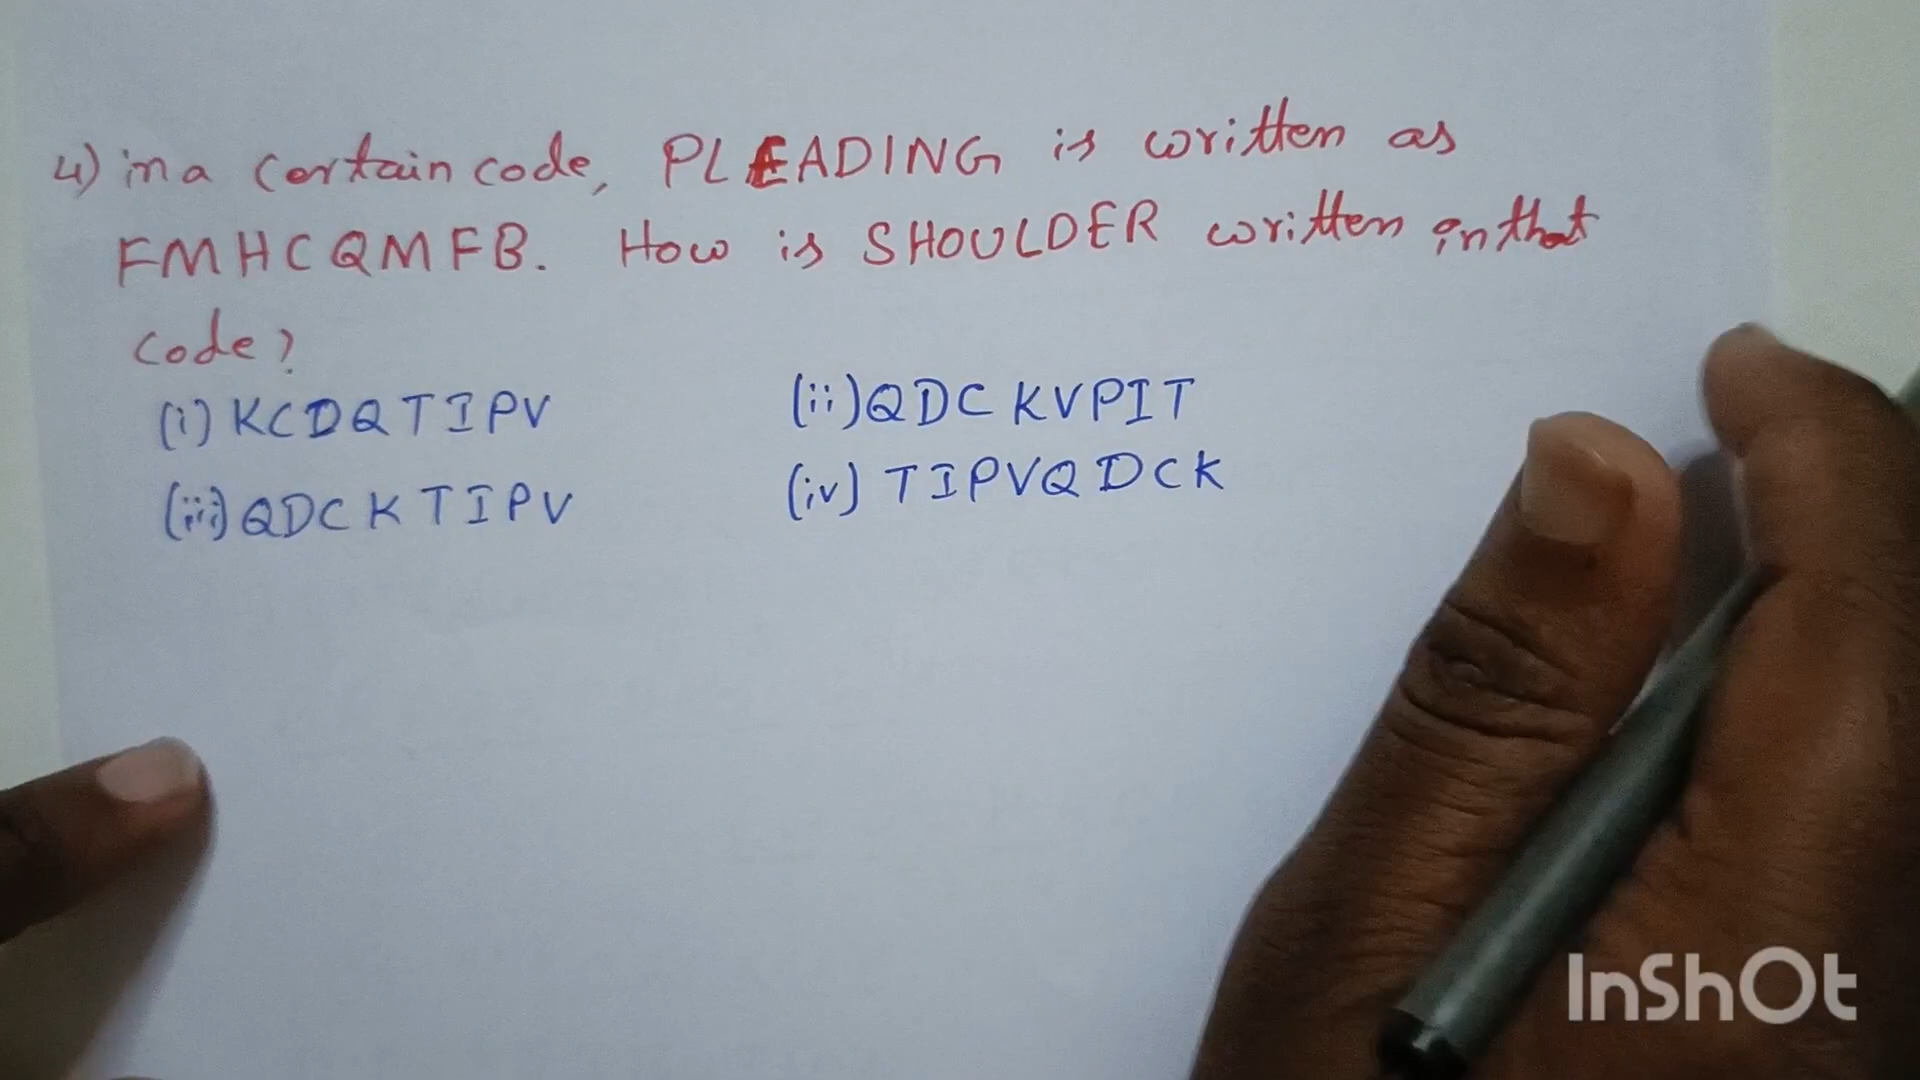 4) in a certain code, PLEADING is written as
FMHCQMFB. How is SHOULDER written in that
code?
(i) KCDQTIPV (ii) QDCKVPIT
(iii) QDCKTIPV (iv) TIPVQDCK
InShOt